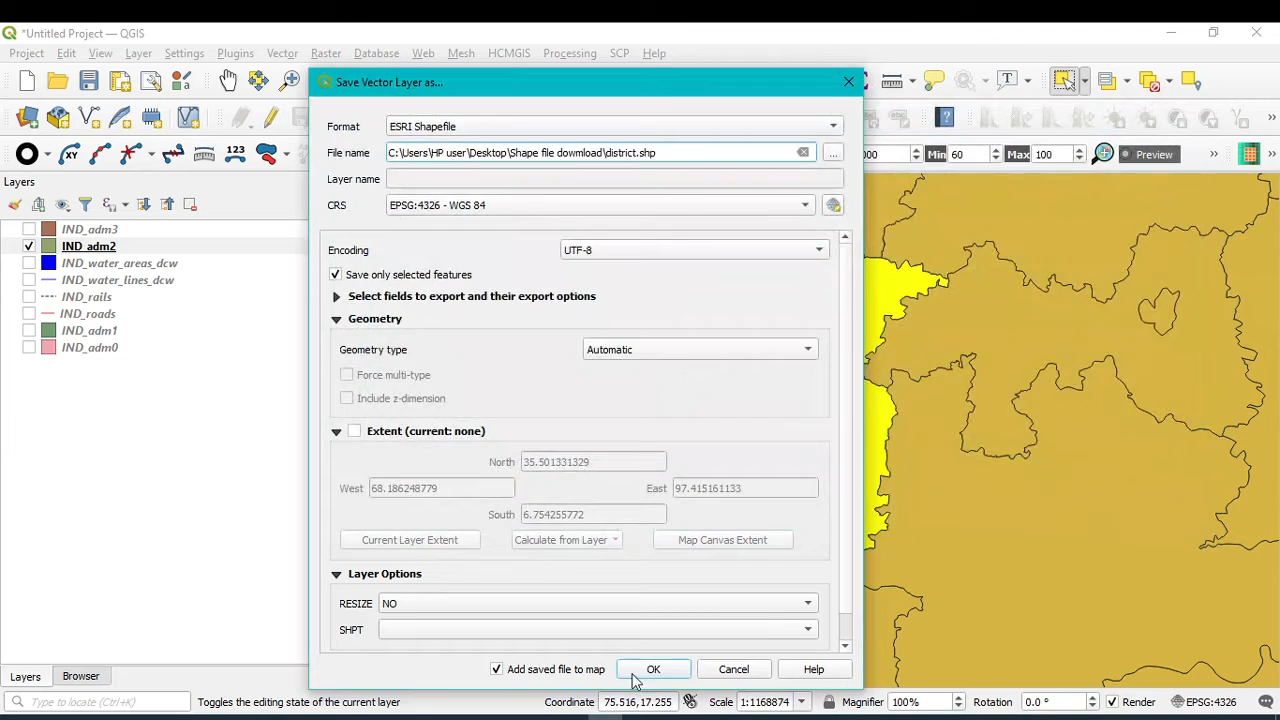 *Untitled Project — QGIS
Project Edit View Layer Settings Plugins Vector Raster Database Web Mesh HCMGIS Processing SCP Help
Save Vector Layer as...
Format ESRI Shapefile
File name C:\Users\HP user\Desktop\Shape file dowmload\district.shp ...
Layer name
CRS EPSG:4326 - WGS 84
000 Min 60 Max 100 Preview » »
XY 123
Layers
IND_adm3
IND_adm2
IND_water_areas_dcw
IND_water_lines_dcw
IND_rails
IND_roads
IND_adm1
IND_adm0
Encoding UTF-8
Save only selected features
Select fields to export and their export options
Geometry
Geometry type Automatic
Force multi-type
Include z-dimension
Extent (current: none)
North 35.501331329
West 68.186248779 East 97.415161133
South 6.754255772
Current Layer Extent Calculate from Layer Map Canvas Extent
Layer Options
RESIZE NO
SHPT
Add saved file to map OK Cancel Help
Layers Browser
Type to locate (Ctrl+K) Toggles the editing state of the current layer Coordinate 75.516,17.255 Scale 1:1168874 Magnifier 100% Rotation 0.0 ° Render EPSG:4326